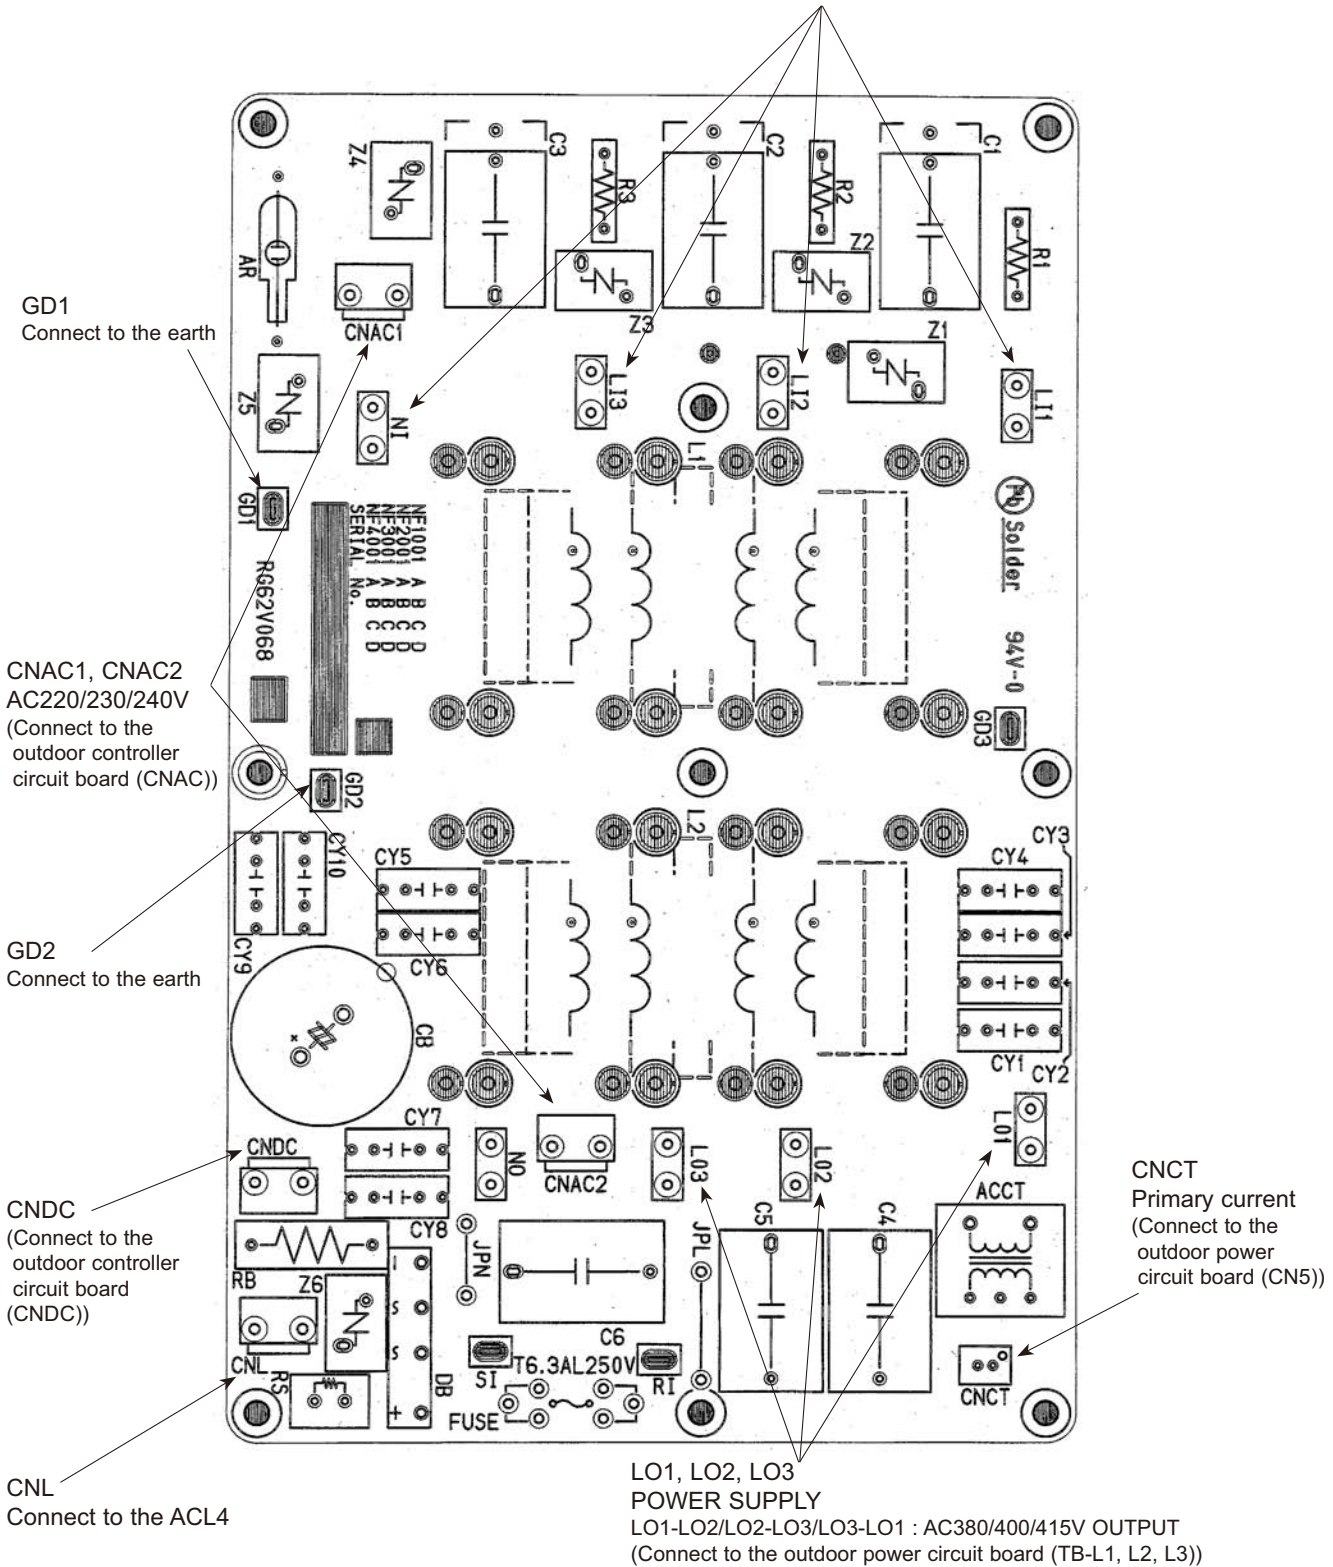 C3
C2
C1
Z4
R3
R2
R1
Z2
AR
CNAC1
Z3
Z1
GD1
Connect to the earth
Z5
NI
LI3
LI2
LI1
L1
GD1
NF1001 A B C D
NF2001 A B C D
NF3001 A B C D
NF4001 A B C D
SERIAL No.
RG62V068
Pb Solder
94V-0
CNAC1, CNAC2
AC220/230/240V
(Connect to the
outdoor controller
circuit board (CNAC))
GD3
GD2
L2
CY10
CY5
CY4
CY3
CY9
CY6
GD2
Connect to the earth
CB
CY1
CY2
CY7
CNDC
NO
CNAC2
LO3
LO2
LO1
CNDC
(Connect to the
outdoor controller
circuit board
(CNDC))
CY8
JPN
JPL
C5
C4
ACCT
CNCT
Primary current
(Connect to the
outdoor power
circuit board (CN5))
RB
Z6
–
S
S
+
C6
CNL
RS
DB
SI
T6.3AL250V
RI
FUSE
CNCT
CNL
Connect to the ACL4
LO1, LO2, LO3
POWER SUPPLY
LO1-LO2/LO2-LO3/LO3-LO1 : AC380/400/415V OUTPUT
(Connect to the outdoor power circuit board (TB-L1, L2, L3))